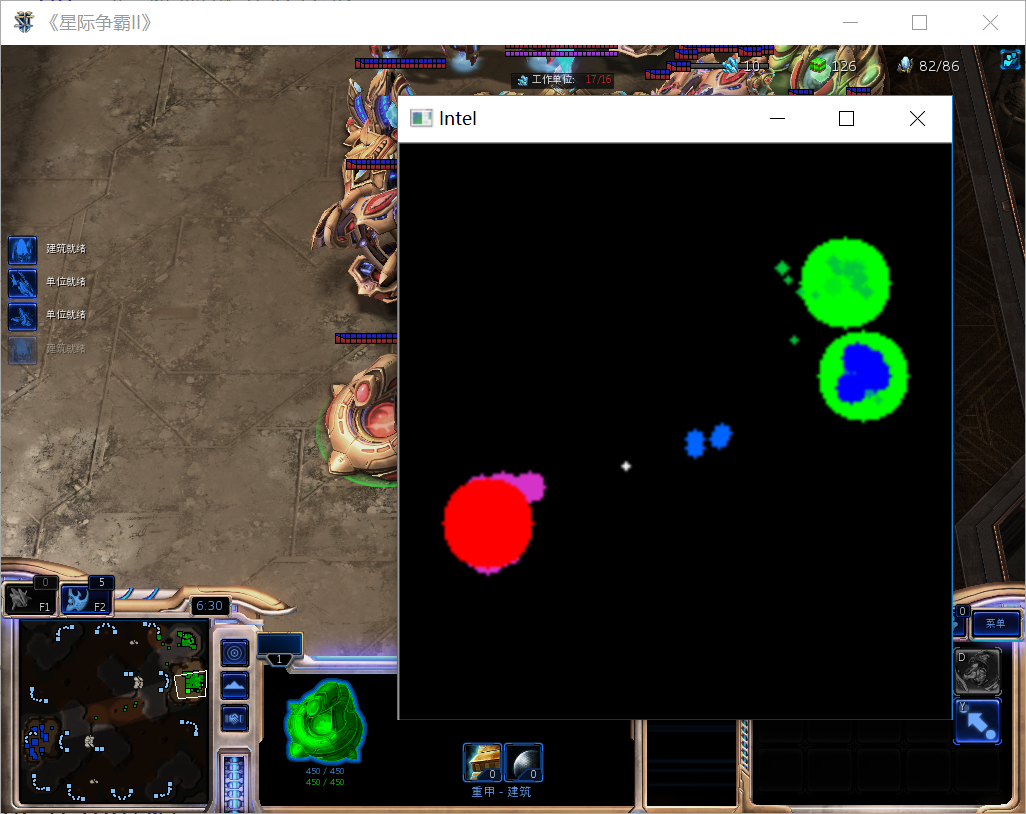 《星际争霸II》
工作单位: 17/16
10
126
82/86
Intel
建筑就绪
单位就绪
单位就绪
建筑就绪
0
F1
5
F2
6:30
1
450 / 450
450 / 450
0
0
重甲 - 建筑
0
菜单
D
Y